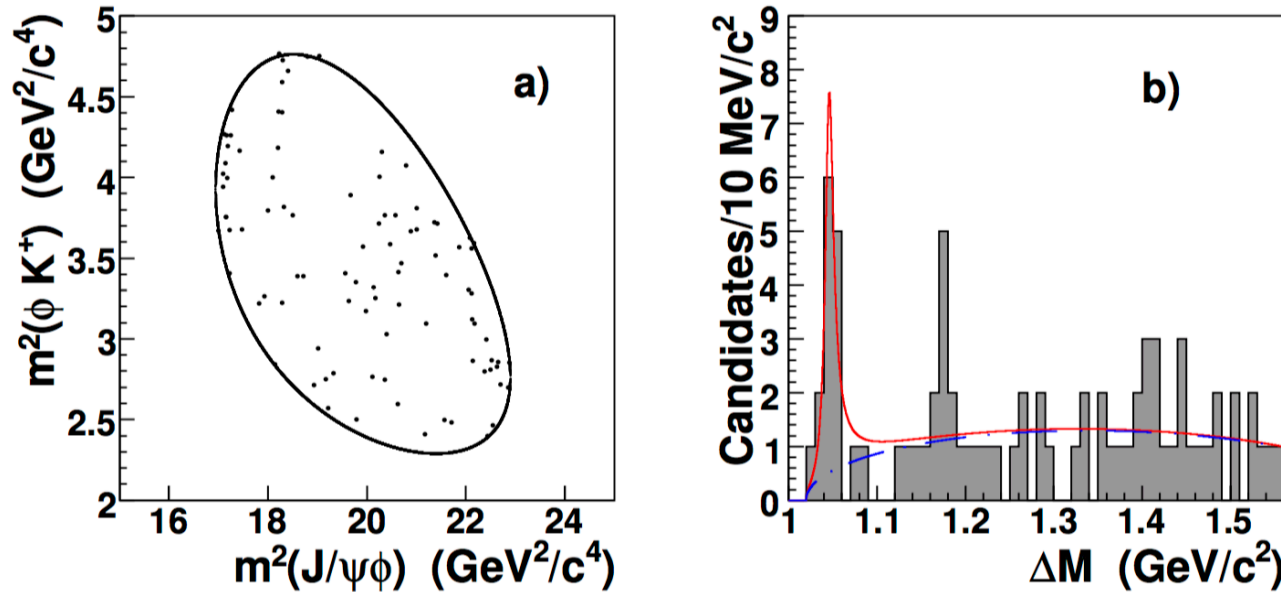 m²(ϕ K⁺) (GeV²/c⁴)
5
4.5
4
3.5
3
2.5
2
a)
16 18 20 22 24
15 25
m²(J/ψϕ) (GeV²/c⁴)
Candidates/10 MeV/c²
9
8
7
6
5
4
3
2
1
0
b)
1 1.1 1.2 1.3 1.4 1.5
ΔM (GeV/c²)